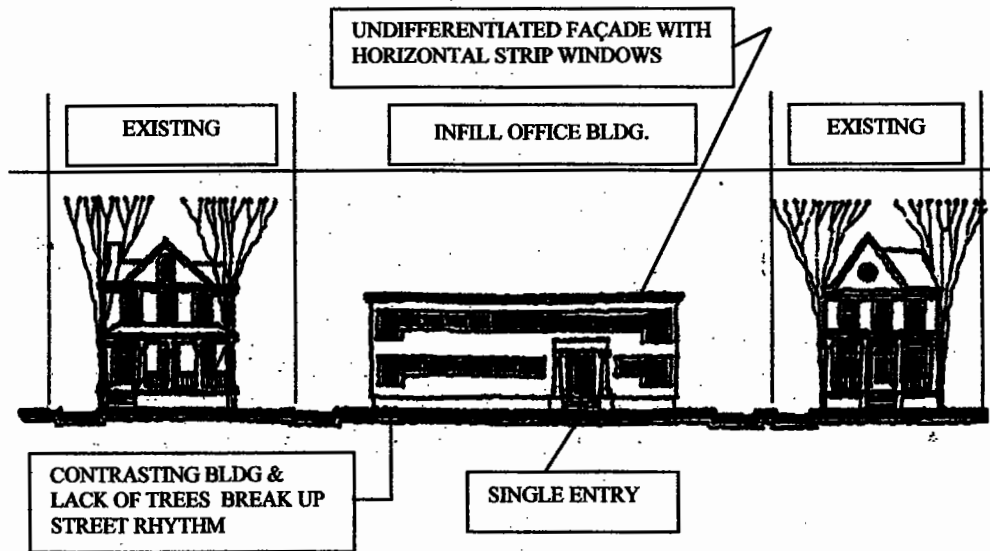 UNDIFFERENTIATED FAÇADE WITH
HORIZONTAL STRIP WINDOWS
EXISTING
INFILL OFFICE BLDG.
EXISTING
CONTRASTING BLDG &
LACK OF TREES BREAK UP
STREET RHYTHM
SINGLE ENTRY